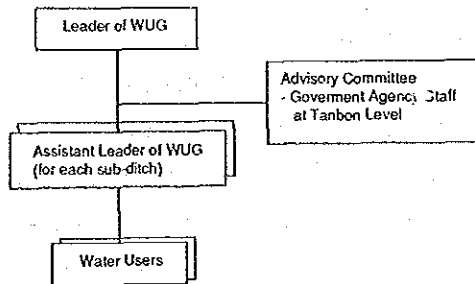 Leader of WUG
Advisory Committee
- Goverment Agency Staff
at Tanbon Level
Assistant Leader of WUG
(for each sub-ditch)
Water Users